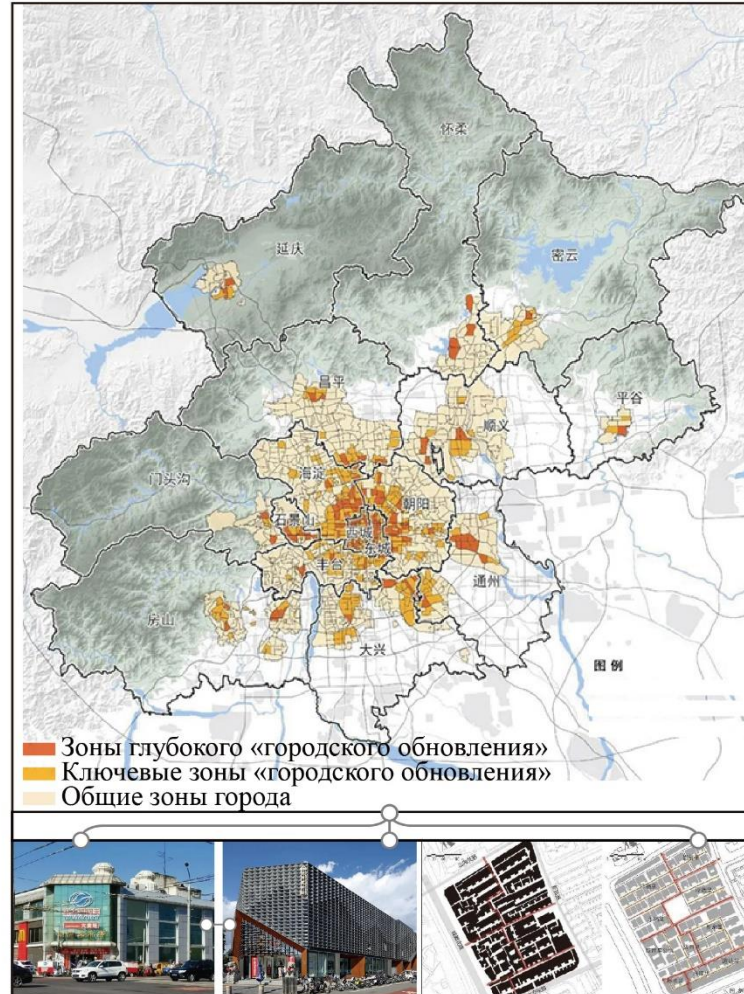 怀柔
延庆
密云
昌平
平谷
顺义
门头沟
海淀
朝阳
石景山
西城
东城
丰台
通州
房山
大兴
图例
Зоны глубокого «городского обновления»
Ключевые зоны «городского обновления»
Общие зоны города